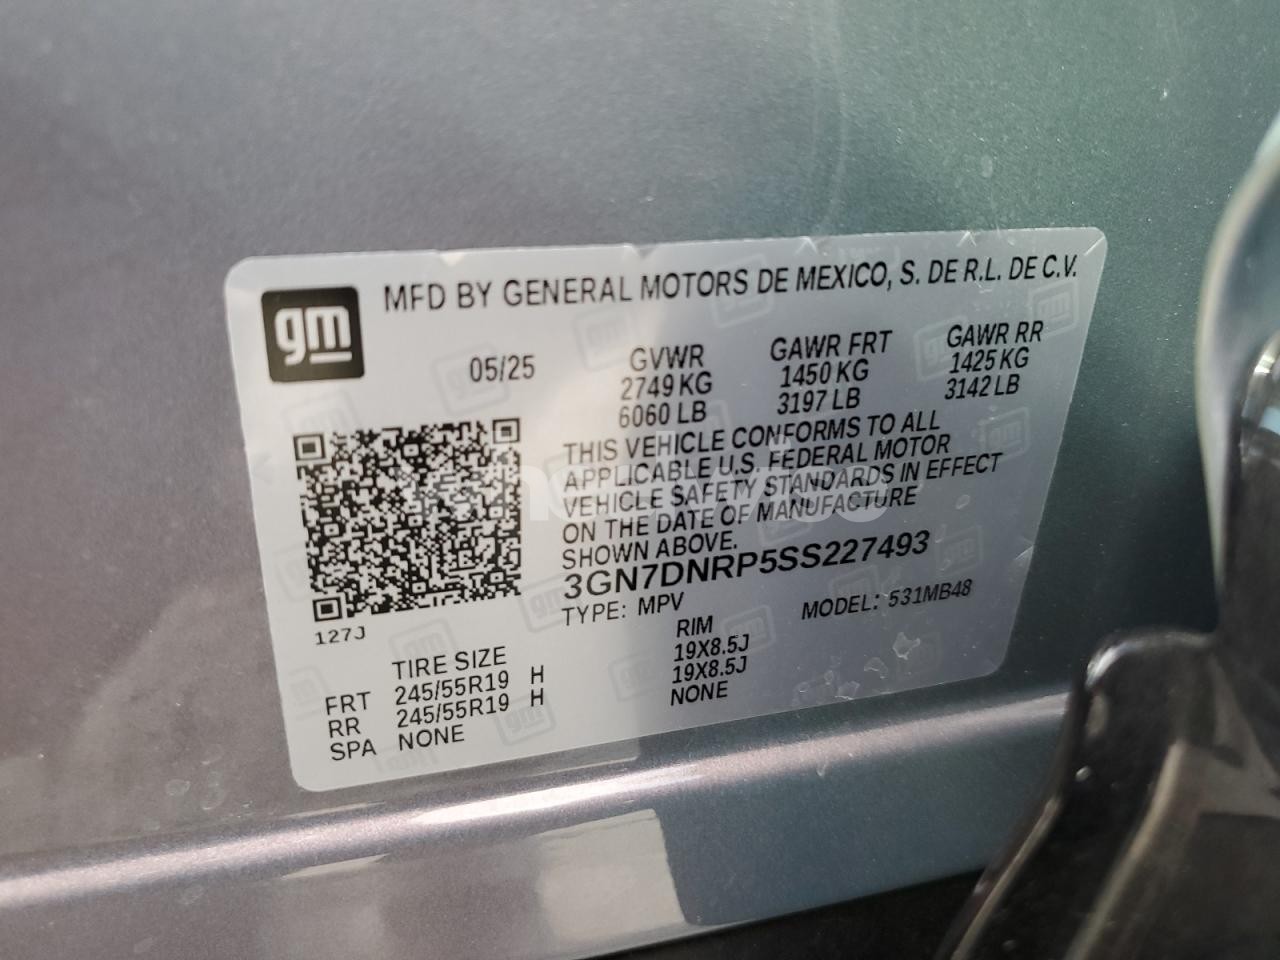 gm
MFD BY GENERAL MOTORS DE MEXICO, S. DE R.L. DE C.V.
05/25 GVWR GAWR FRT GAWR RR
2749 KG 1450 KG 1425 KG
6060 LB 3197 LB 3142 LB
THIS VEHICLE CONFORMS TO ALL
APPLICABLE U.S. FEDERAL MOTOR
VEHICLE SAFETY STANDARDS IN EFFECT
ON THE DATE OF MANUFACTURE
SHOWN ABOVE.
3GN7DNRP5SS227493
TYPE: MPV MODEL: 531MB48
127J
TIRE SIZE RIM
FRT 245/55R19 H 19X8.5J
RR 245/55R19 H 19X8.5J
SPA NONE NONE